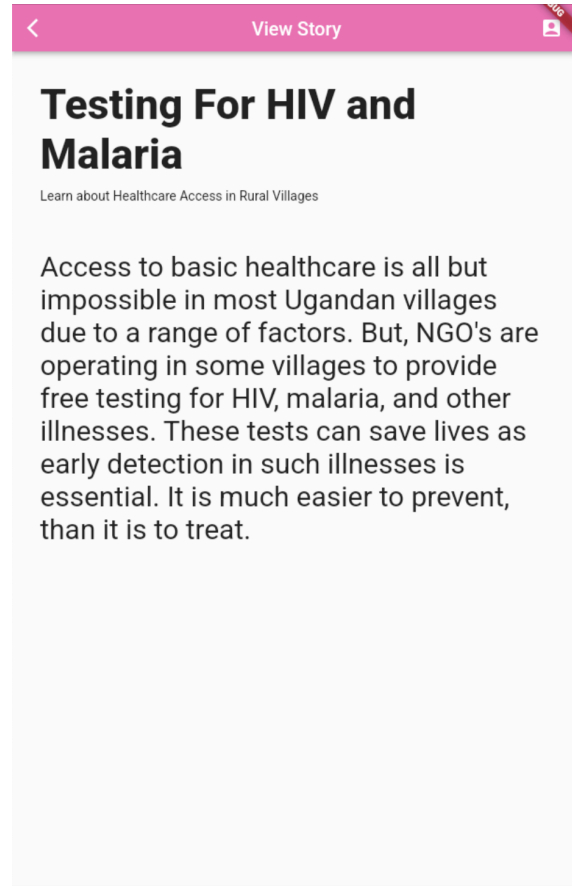 View Story
Testing For HIV and
Malaria
Learn about Healthcare Access in Rural Villages
Access to basic healthcare is all but
impossible in most Ugandan villages
due to a range of factors. But, NGO's are
operating in some villages to provide
free testing for HIV, malaria, and other
illnesses. These tests can save lives as
early detection in such illnesses is
essential. It is much easier to prevent,
than it is to treat.